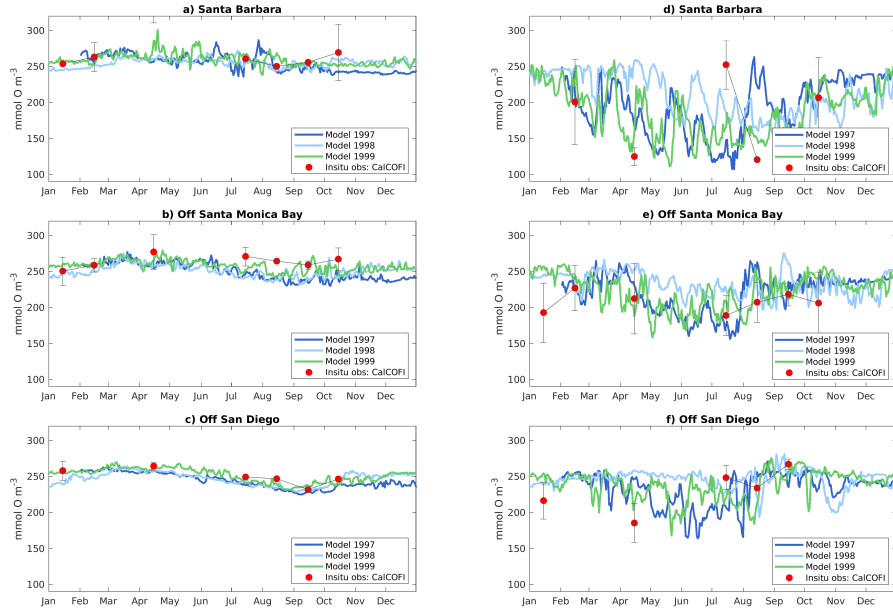 a) Santa Barbara
300
250
200
150
100
mmol O m⁻³
Jan Feb Mar Apr May Jun Jul Aug Sep Oct Nov Dec
Model 1997
Model 1998
Model 1999
Insitu obs: CalCOFI
b) Off Santa Monica Bay
300
250
200
150
100
mmol O m⁻³
Jan Feb Mar Apr May Jun Jul Aug Sep Oct Nov Dec
Model 1997
Model 1998
Model 1999
Insitu obs: CalCOFI
c) Off San Diego
300
250
200
150
100
mmol O m⁻³
Jan Feb Mar Apr May Jun Jul Aug Sep Oct Nov Dec
Model 1997
Model 1998
Model 1999
Insitu obs: CalCOFI
d) Santa Barbara
300
250
200
150
100
mmol O m⁻³
Jan Feb Mar Apr May Jun Jul Aug Sep Oct Nov Dec
Model 1997
Model 1998
Model 1999
Insitu obs: CalCOFI
e) Off Santa Monica Bay
300
250
200
150
100
mmol O m⁻³
Jan Feb Mar Apr May Jun Jul Aug Sep Oct Nov Dec
Model 1997
Model 1998
Model 1999
Insitu obs: CalCOFI
f) Off San Diego
300
250
200
150
100
mmol O m⁻³
Jan Feb Mar Apr May Jun Jul Aug Sep Oct Nov Dec
Model 1997
Model 1998
Model 1999
Insitu obs: CalCOFI